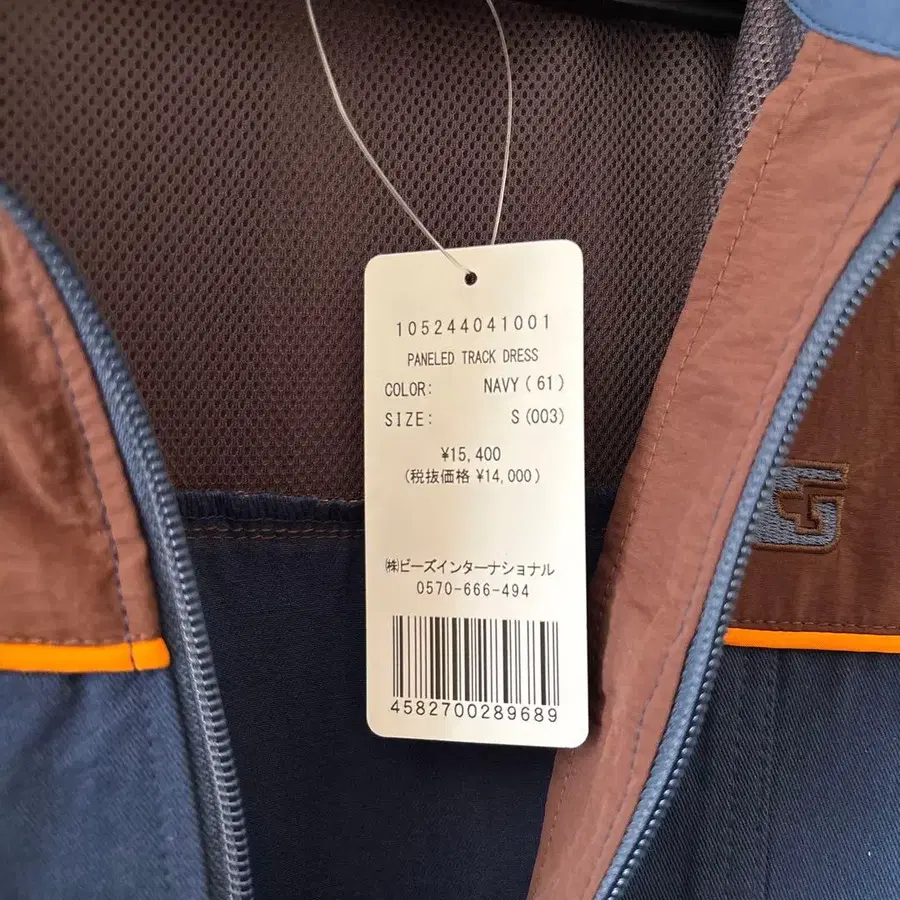 105244041001
PANELED TRACK DRESS
COLOR: NAVY(61)
SIZE: S(003)
¥15,400
(税抜価格 ¥14,000)
㈱ビーズインターナショナル
0570-666-494
4582700289689